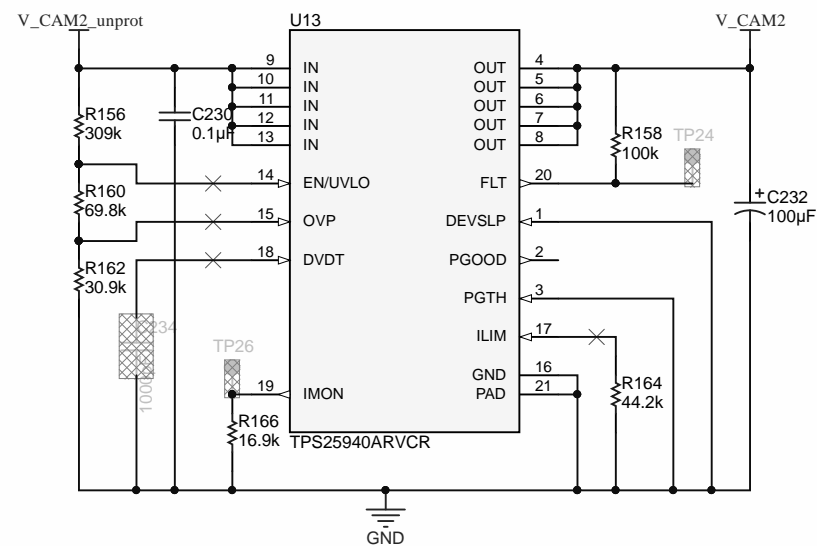 V_CAM2_unprot
U13
V_CAM2
9 IN OUT 4
10 IN OUT 5
11 IN OUT 6
12 IN OUT 7
13 IN OUT 8
R156
309k
C230
0.1µF
R158
100k
TP24
14 EN/UVLO FLT 20
R160
69.8k
C232
100µF
15 OVP DEVSLP 1
18 DVDT PGOOD 2
R162
30.9k
PGTH 3
ILIM 17
TP26
GND 16
19 IMON PAD 21
R164
44.2k
R166
16.9k
TPS25940ARVCR
GND